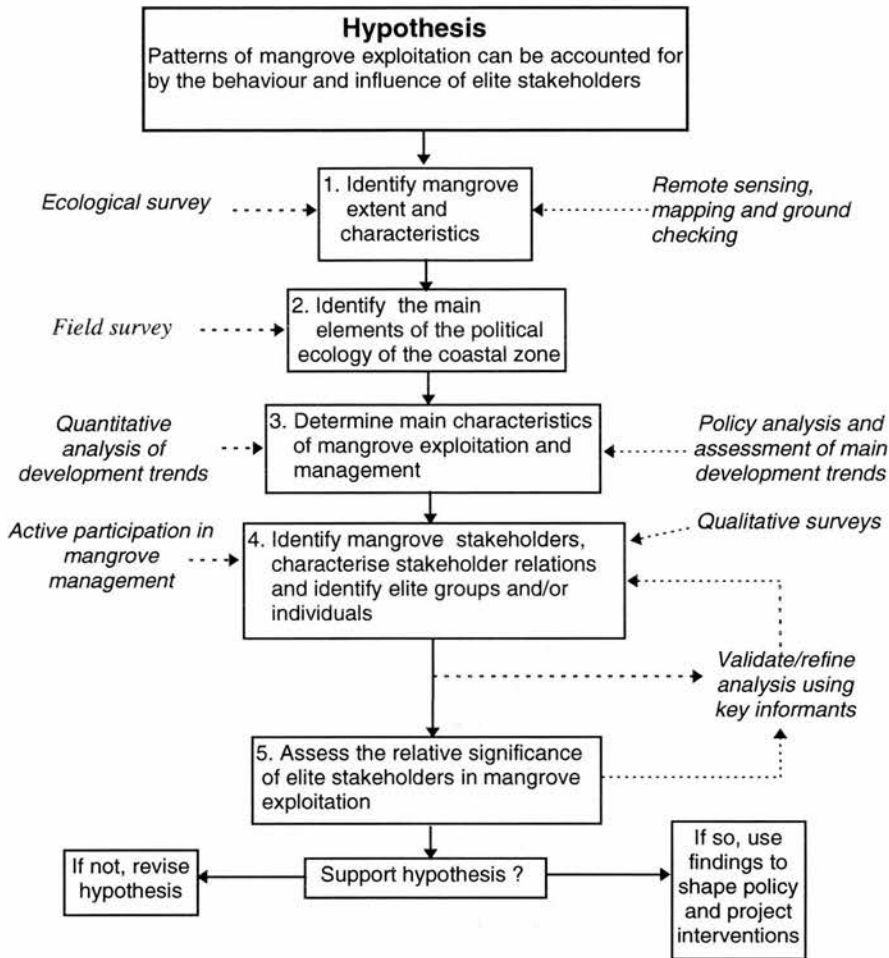 Hypothesis
Patterns of mangrove exploitation can be accounted for
by the behaviour and influence of elite stakeholders
Ecological survey
1. Identify mangrove
extent and
characteristics
Remote sensing,
mapping and ground
checking
Field survey
2. Identify the main
elements of the political
ecology of the coastal zone
Quantitative
analysis of
development trends
3. Determine main characteristics
of mangrove exploitation and
management
Policy analysis and
assessment of main
development trends
Active participation in
mangrove
management
4. Identify mangrove stakeholders,
characterise stakeholder relations
and identify elite groups and/or
individuals
Qualitative surveys
Validate/refine
analysis using
key informants
5. Assess the relative significance
of elite stakeholders in mangrove
exploitation
If not, revise
hypothesis
Support hypothesis ?
If so, use
findings to
shape policy
and project
interventions